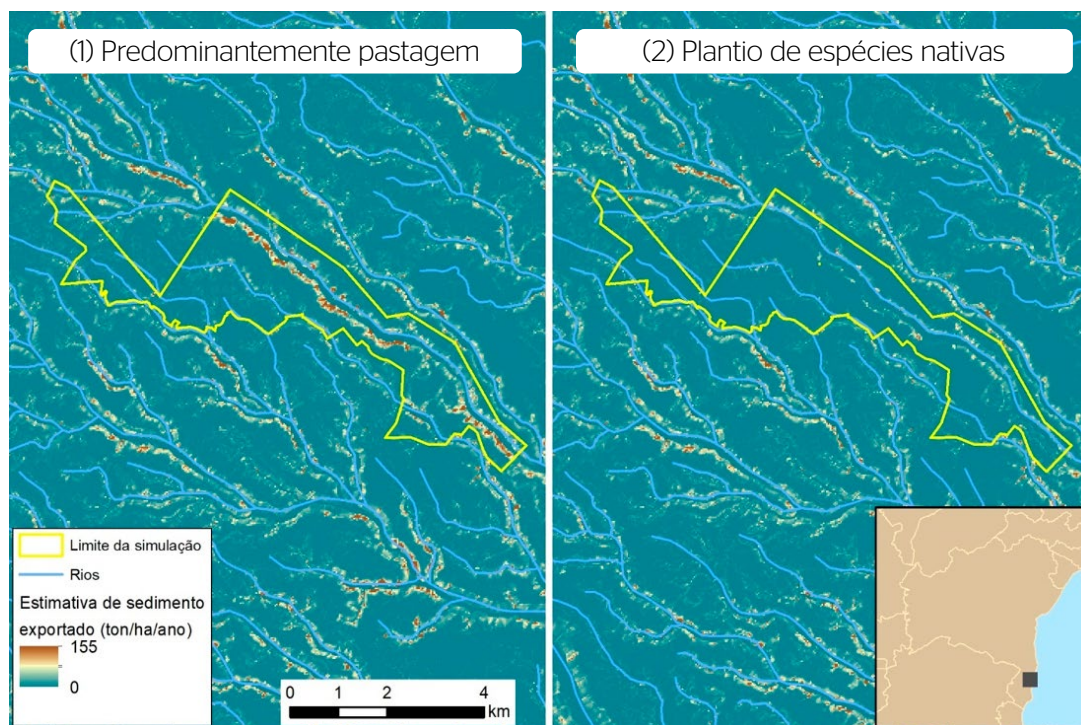 (1) Predominantemente pastagem
(2) Plantio de espécies nativas
Limite da simulação
Rios
Estimativa de sedimento
exportado (ton/ha/ano)
155
0
0 1 2 4
km